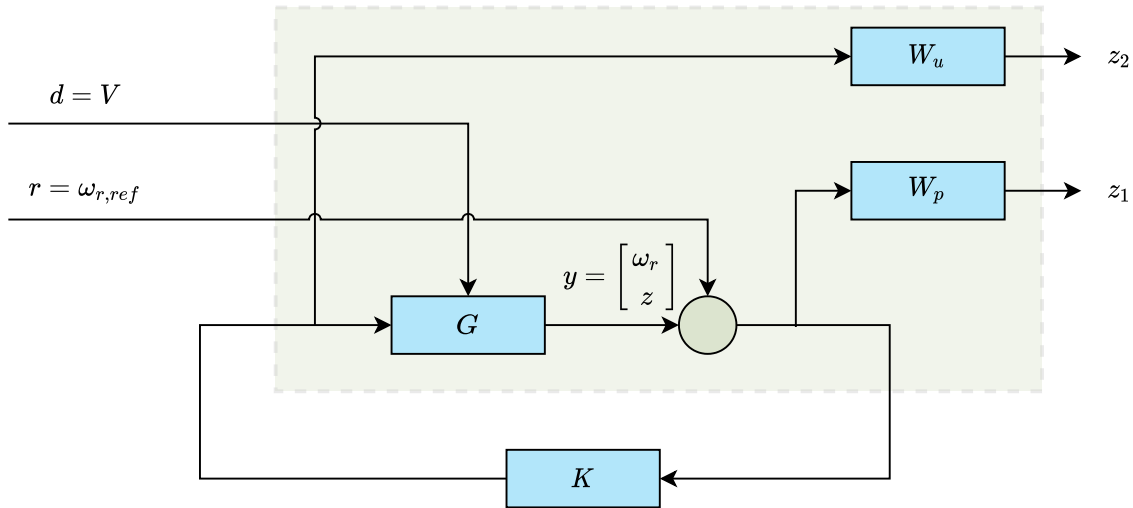 W_u
z_2
d = V
r = ω_{r,ref}
W_p
z_1
y = [ω_r
z]
G
K